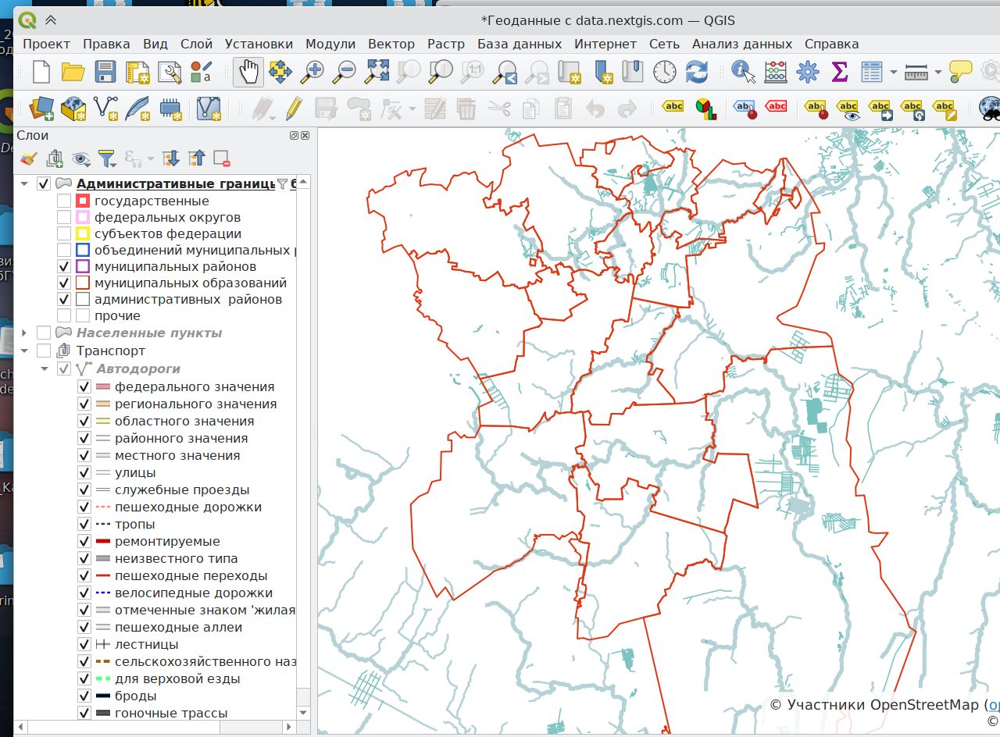 *Геоданные с data.nextgis.com — QGIS
Проект Правка Вид Слой Установки Модули Вектор Растр База данных Интернет Сеть Анализ данных Справка
Слои
Административные границы
государственные
федеральных округов
субъектов федерации
объединений муниципальных р
муниципальных районов
муниципальных образований
административных районов
прочие
Населенные пункты
Транспорт
Автодороги
федерального значения
регионального значения
областного значения
районного значения
местного значения
улицы
служебные проезды
пешеходные дорожки
тропы
ремонтируемые
неизвестного типа
пешеходные переходы
велосипедные дорожки
отмеченные знаком 'жилая
пешеходные аллеи
лестницы
сельскохозяйственного наз
для верховой езды
броды
гоночные трассы
© Участники OpenStreetMap (op
©